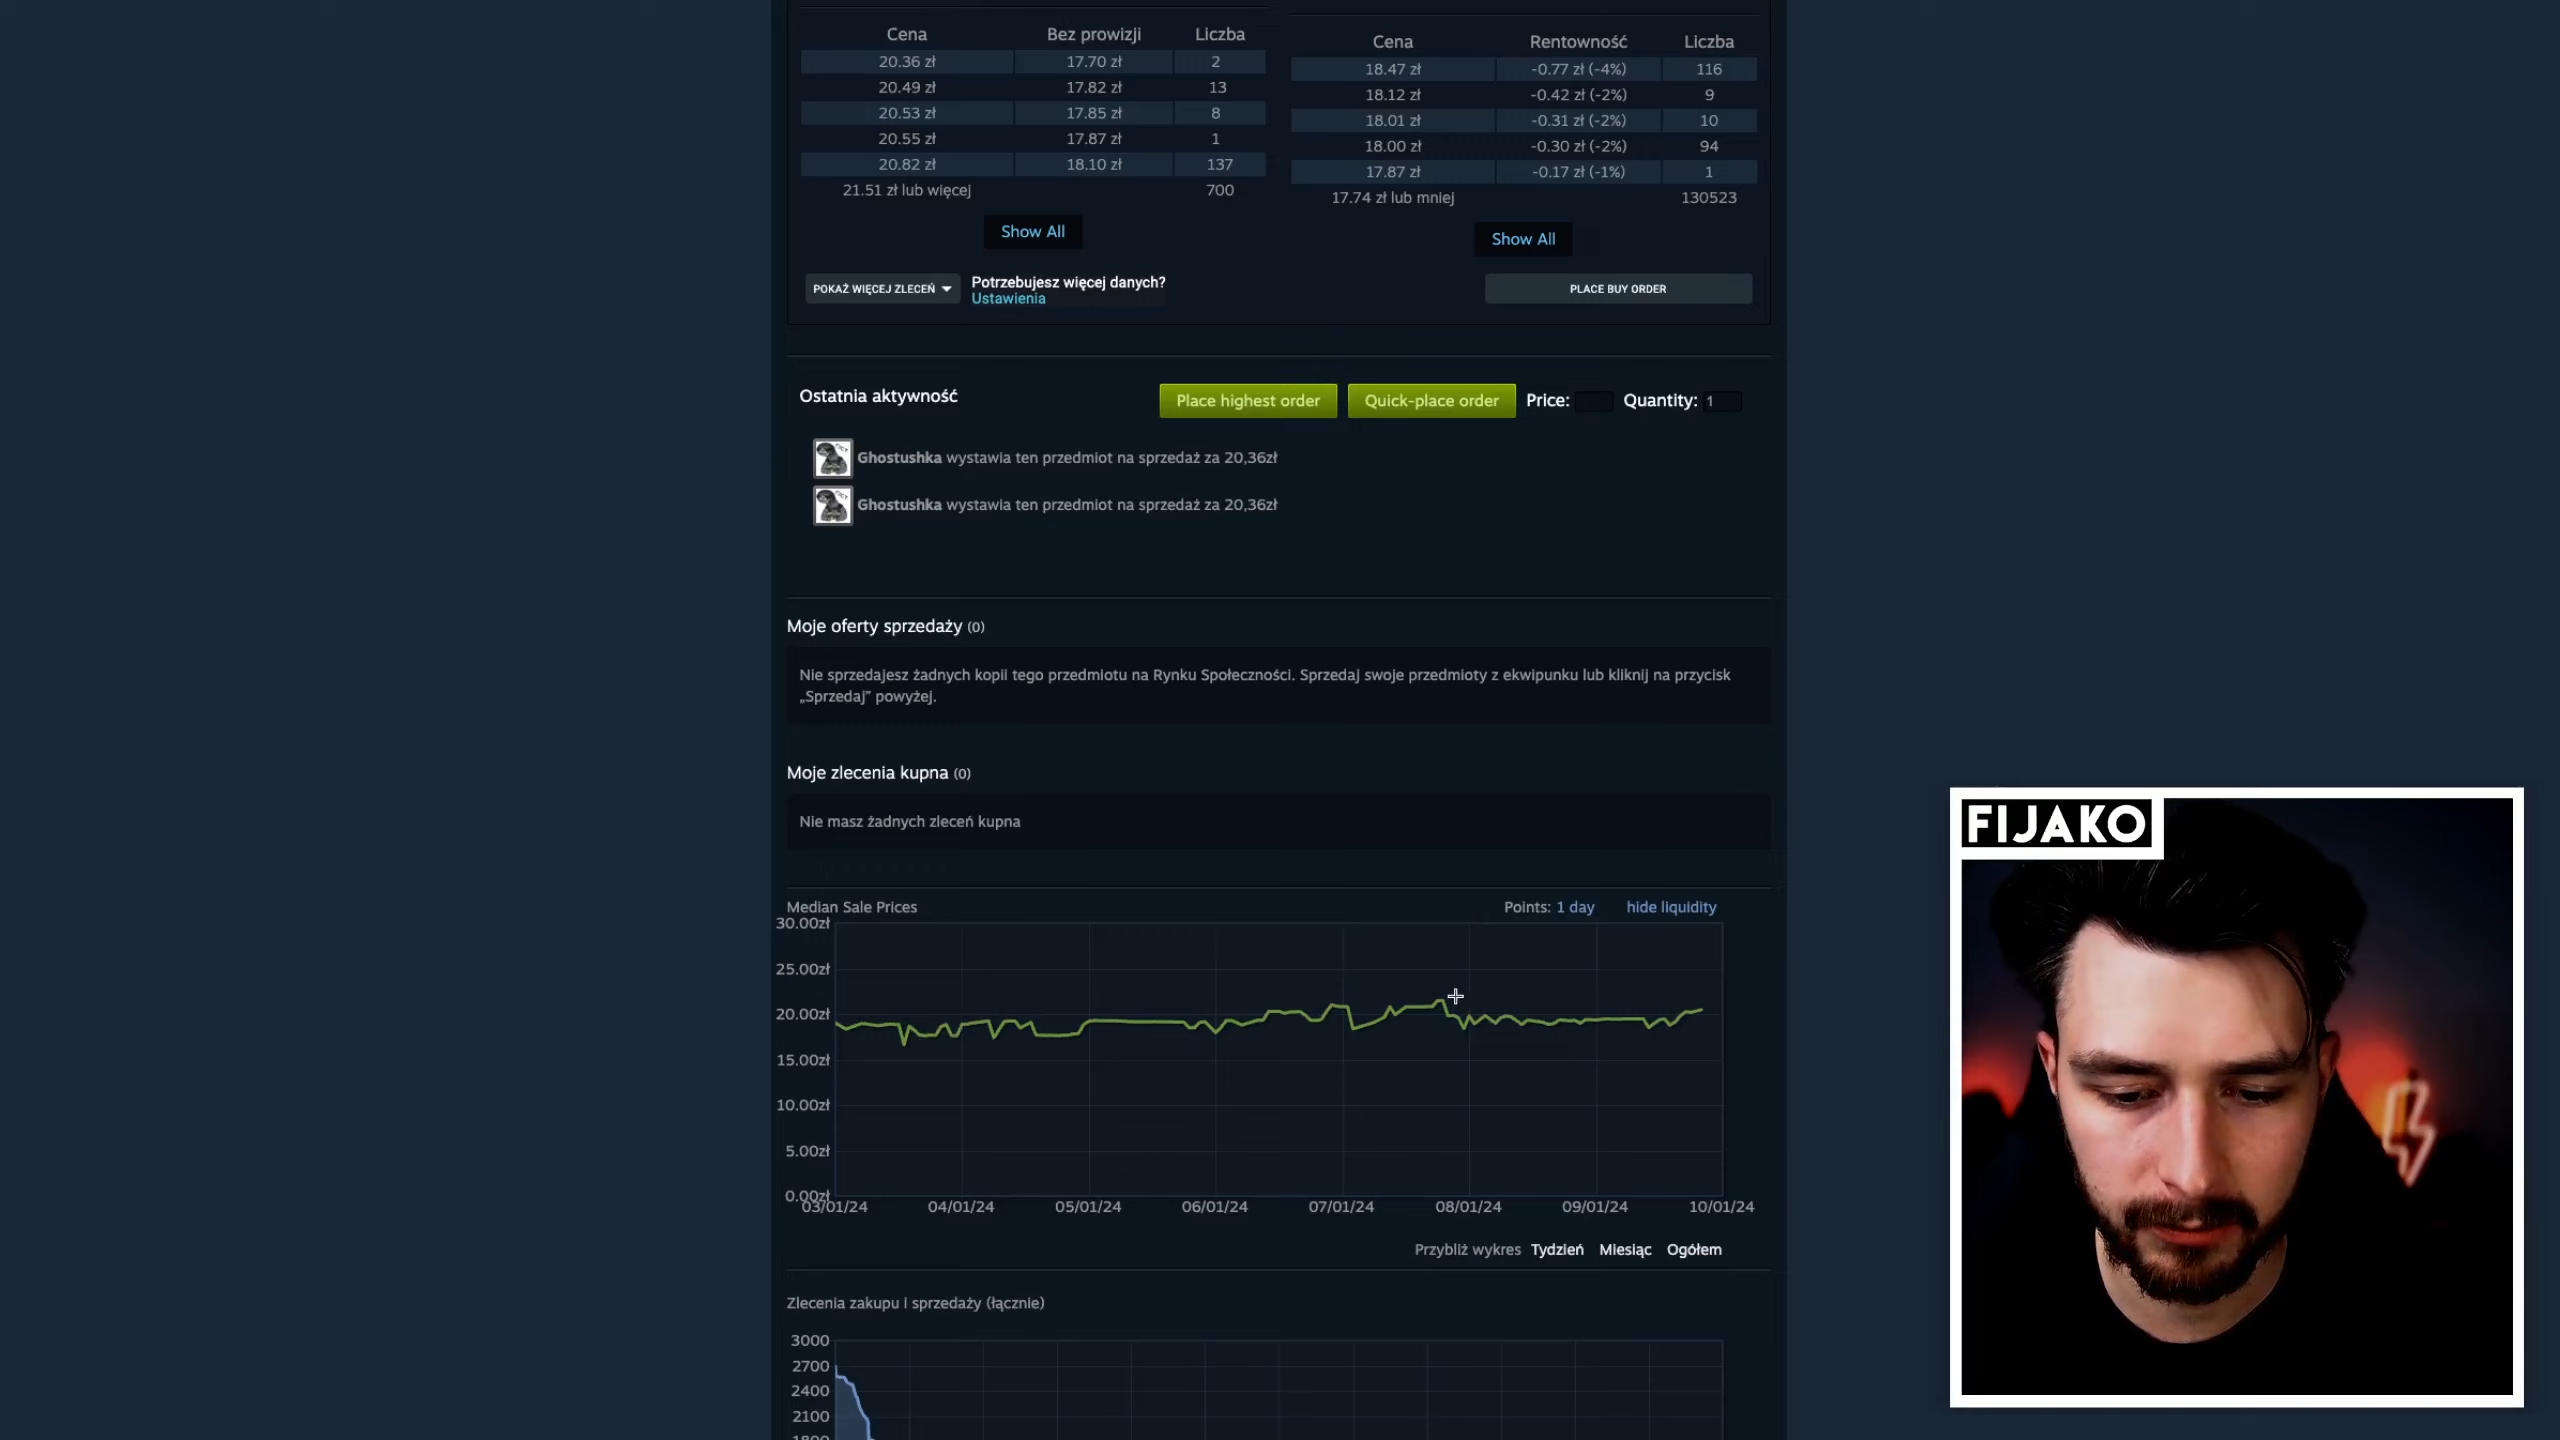 Cena Bez prowizji Liczba
20.36 zł 17.70 zł 2
20.49 zł 17.82 zł 13
20.53 zł 17.85 zł 8
20.55 zł 17.87 zł 1
20.82 zł 18.10 zł 137
21.51 zł lub więcej 700
Show All
Cena Rentowność Liczba
18.47 zł -0.77 zł (-4%) 116
18.12 zł -0.42 zł (-2%) 9
18.01 zł -0.31 zł (-2%) 10
18.00 zł -0.30 zł (-2%) 94
17.87 zł -0.17 zł (-1%) 1
17.74 zł lub mniej 130523
Show All
POKAŻ WIĘCEJ ZLECEŃ
Potrzebujesz więcej danych?
Ustawienia
PLACE BUY ORDER
Ostatnia aktywność
Place highest order
Quick-place order
Price:
Quantity: 1
Ghostushka wystawia ten przedmiot na sprzedaż za 20,36zł
Ghostushka wystawia ten przedmiot na sprzedaż za 20,36zł
Moje oferty sprzedaży (0)
Nie sprzedajesz żadnych kopii tego przedmiotu na Rynku Społeczności. Sprzedaj swoje przedmioty z ekwipunku lub kliknij na przycisk
„Sprzedaj” powyżej.
Moje zlecenia kupna (0)
Nie masz żadnych zleceń kupna
Median Sale Prices
Points: 1 day
hide liquidity
30.00zł
25.00zł
20.00zł
15.00zł
10.00zł
5.00zł
0.00zł
03/01/24 04/01/24 05/01/24 06/01/24 07/01/24 08/01/24 09/01/24 10/01/24
Przybliż wykres Tydzień Miesiąc Ogółem
Zlecenia zakupu i sprzedaży (łącznie)
3000
2700
2400
2100
1800
FIJAKO